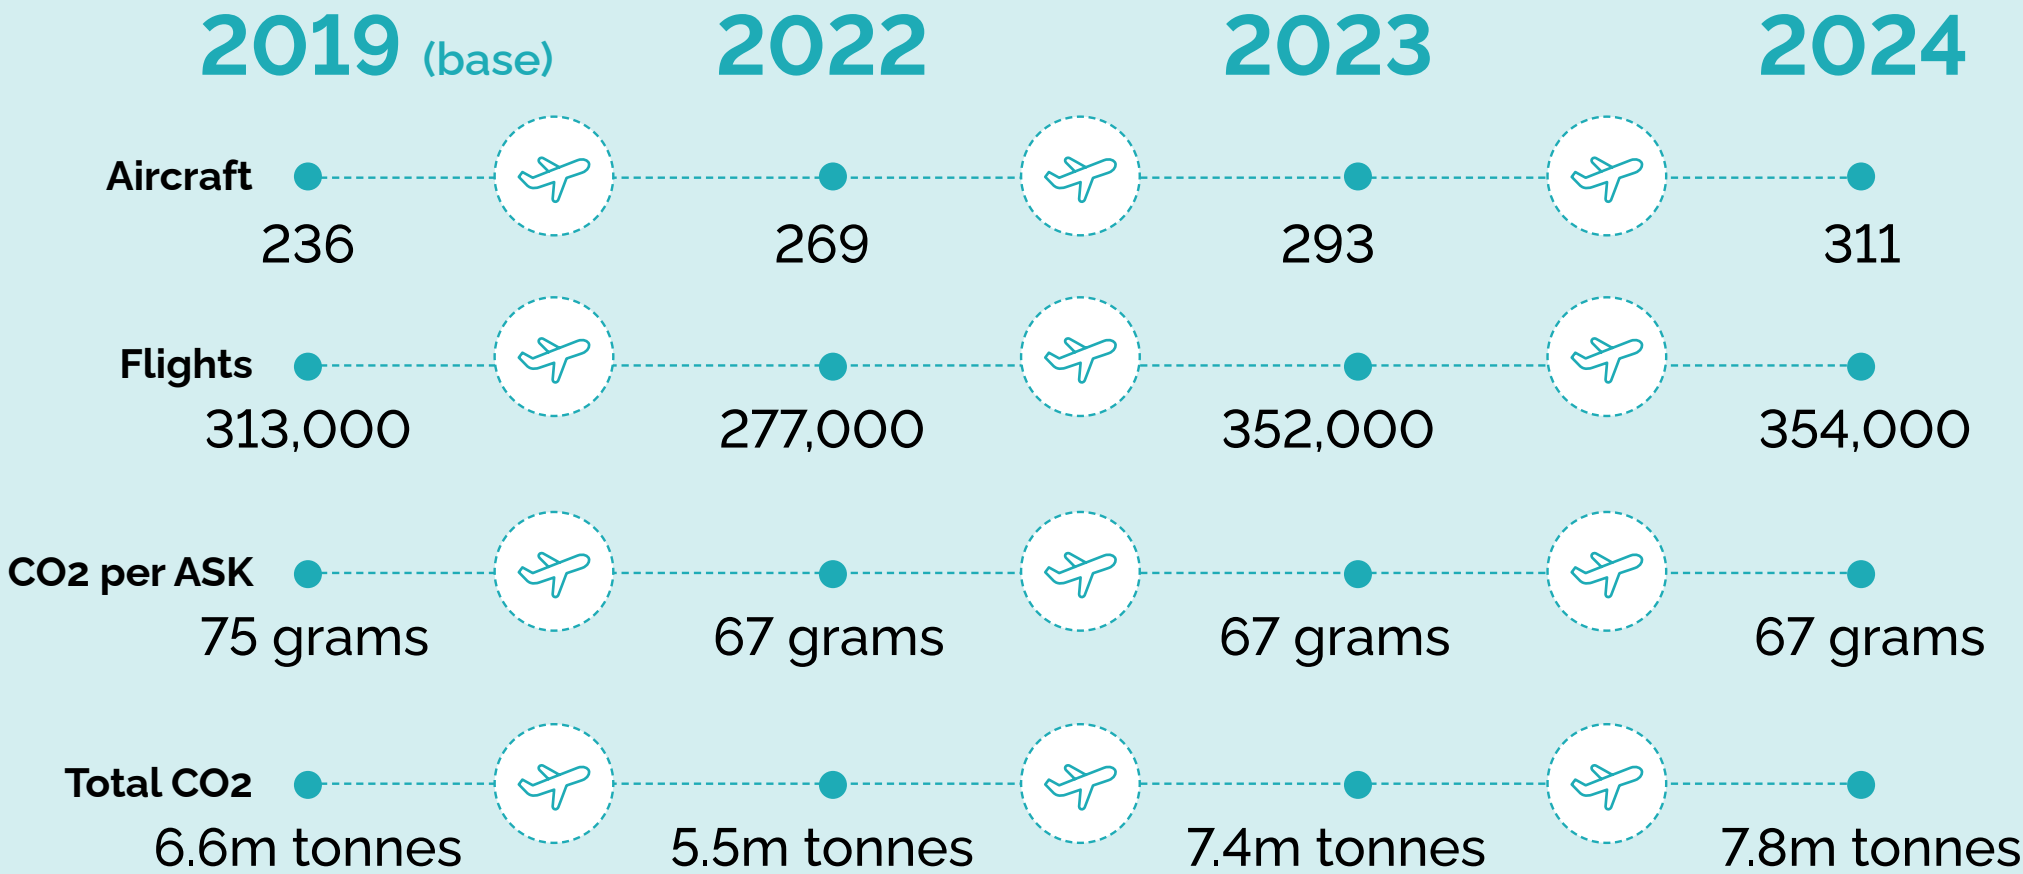 2019 (base) 2022 2023 2024
Aircraft
236 269 293 311
Flights
313,000 277,000 352,000 354,000
CO2 per ASK
75 grams 67 grams 67 grams 67 grams
Total CO2
6.6m tonnes 5.5m tonnes 7.4m tonnes 7.8m tonnes